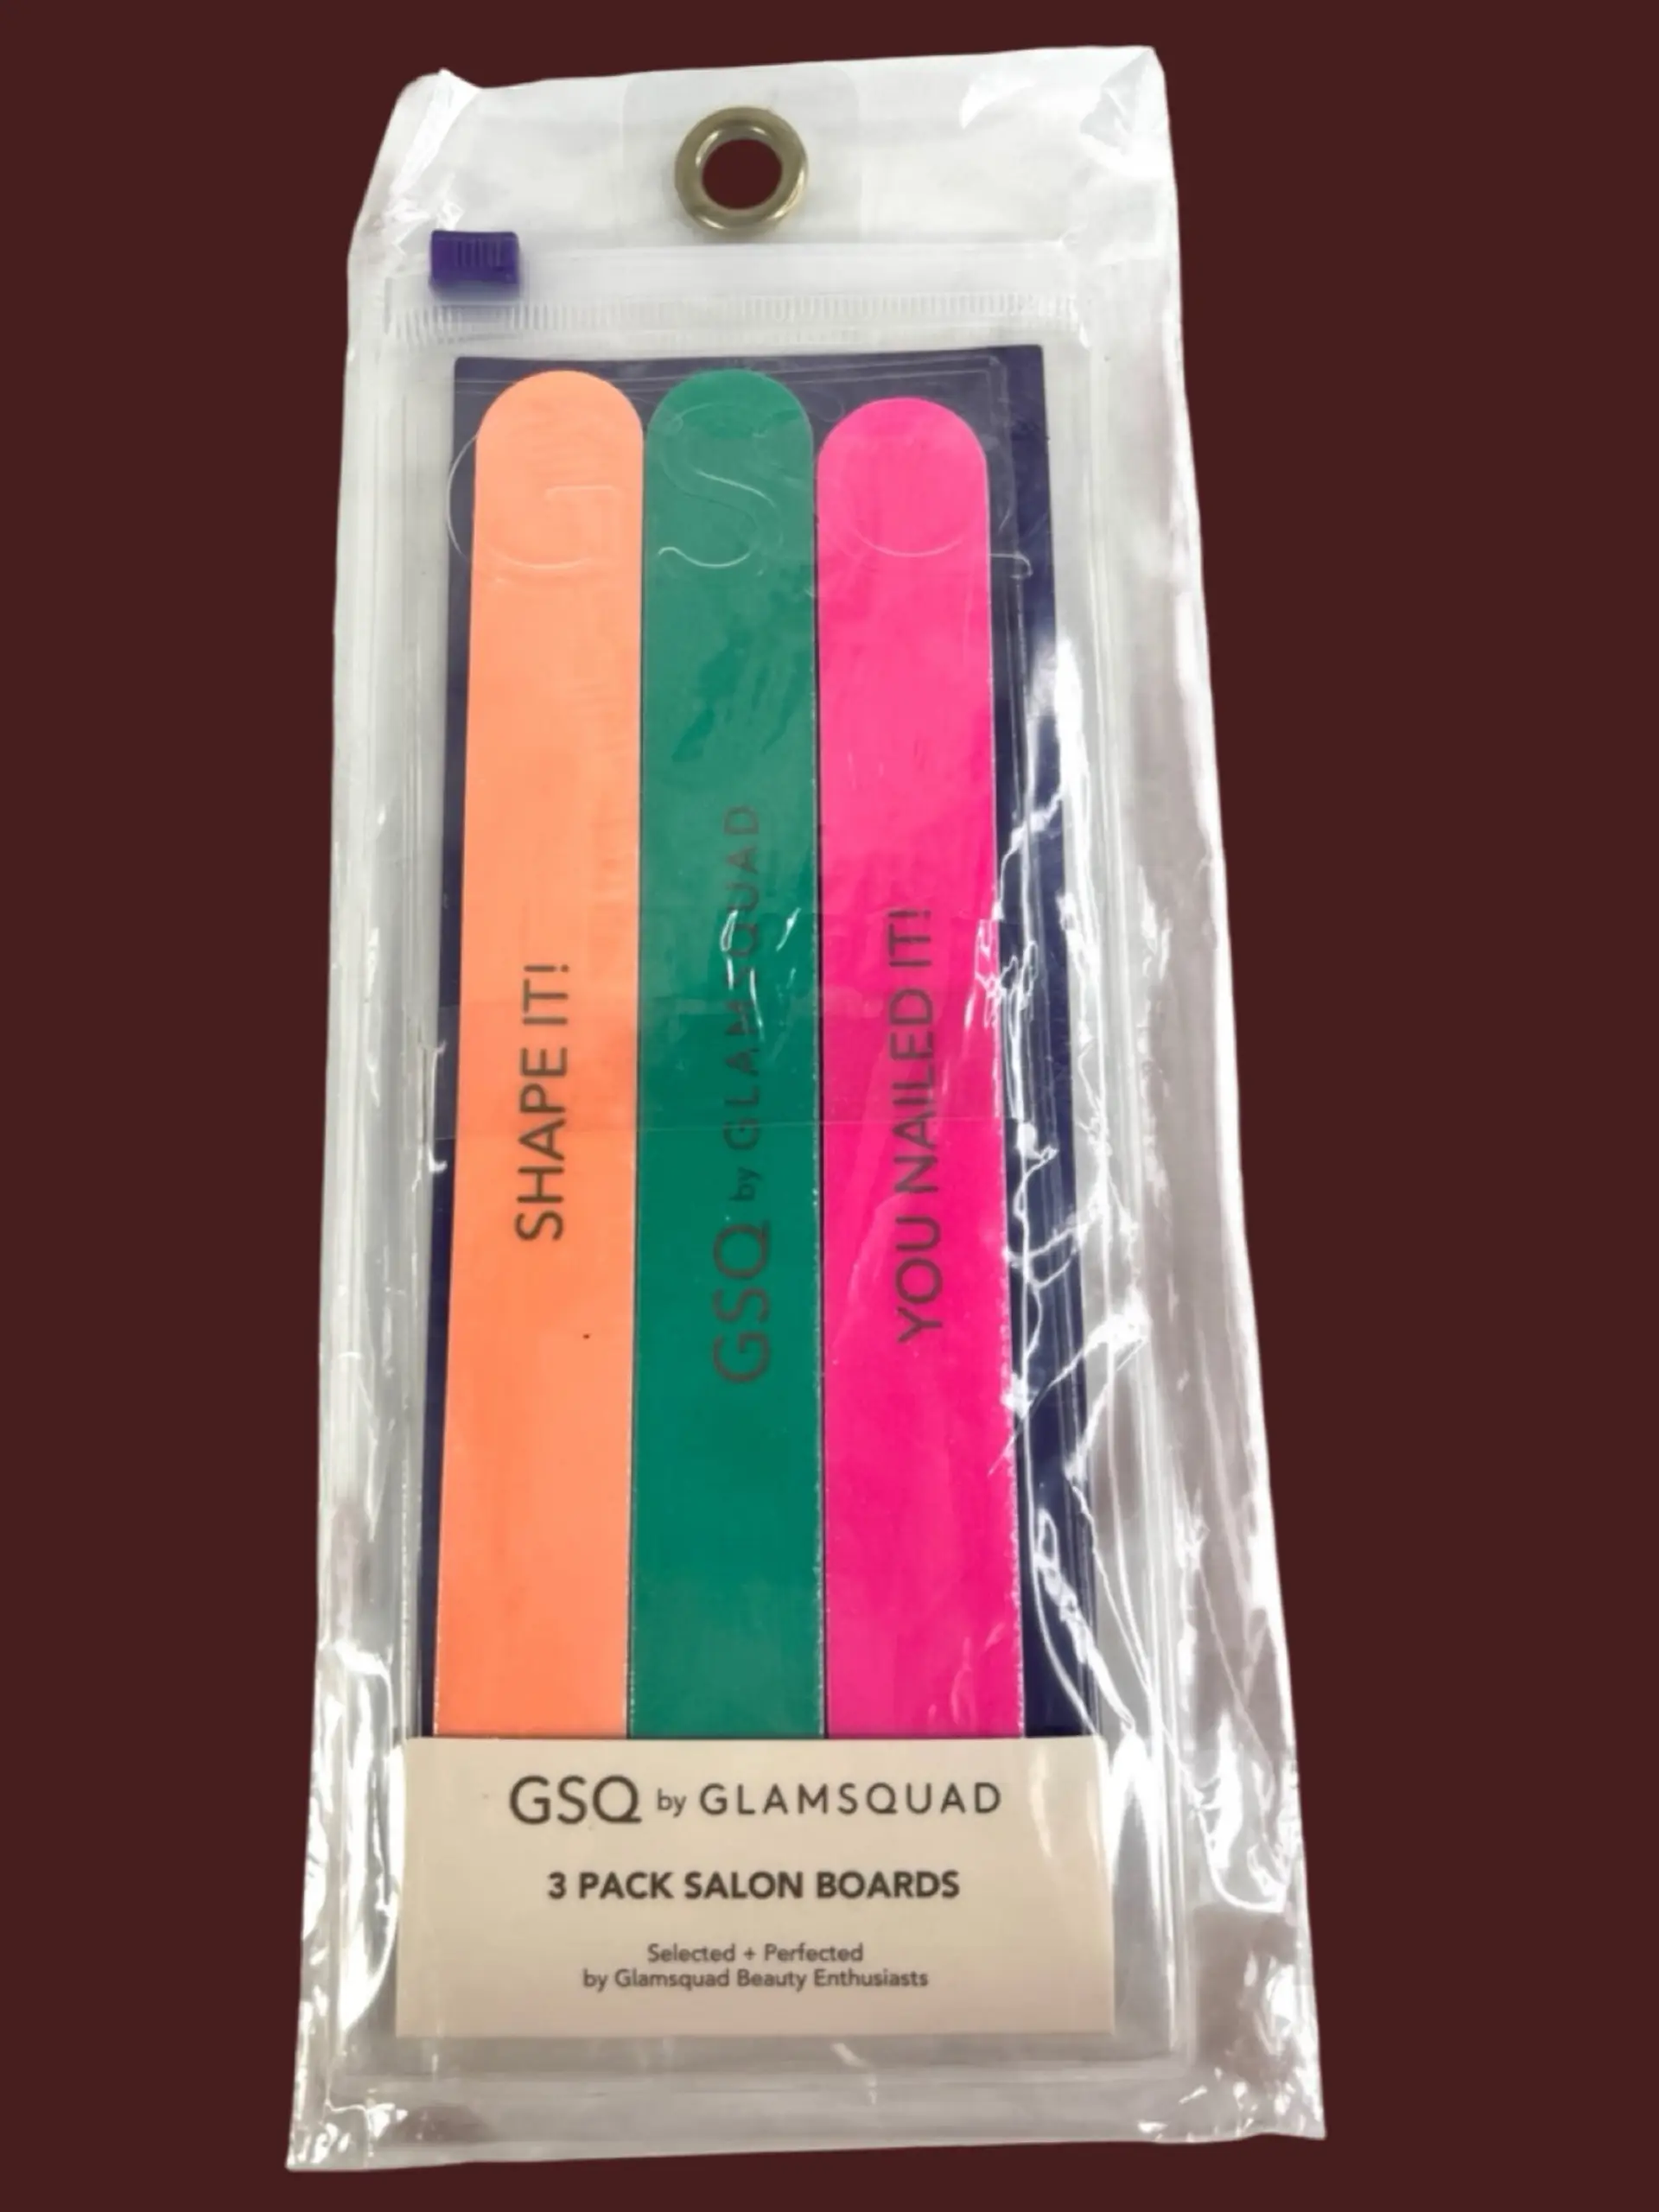 SHAPE IT!
GSQ by GLAMSQUAD
YOU NAILED IT!
GSQ by GLAMSQUAD
3 PACK SALON BOARDS
Selected + Perfected
by Glamsquad Beauty Enthusiasts
GSQ